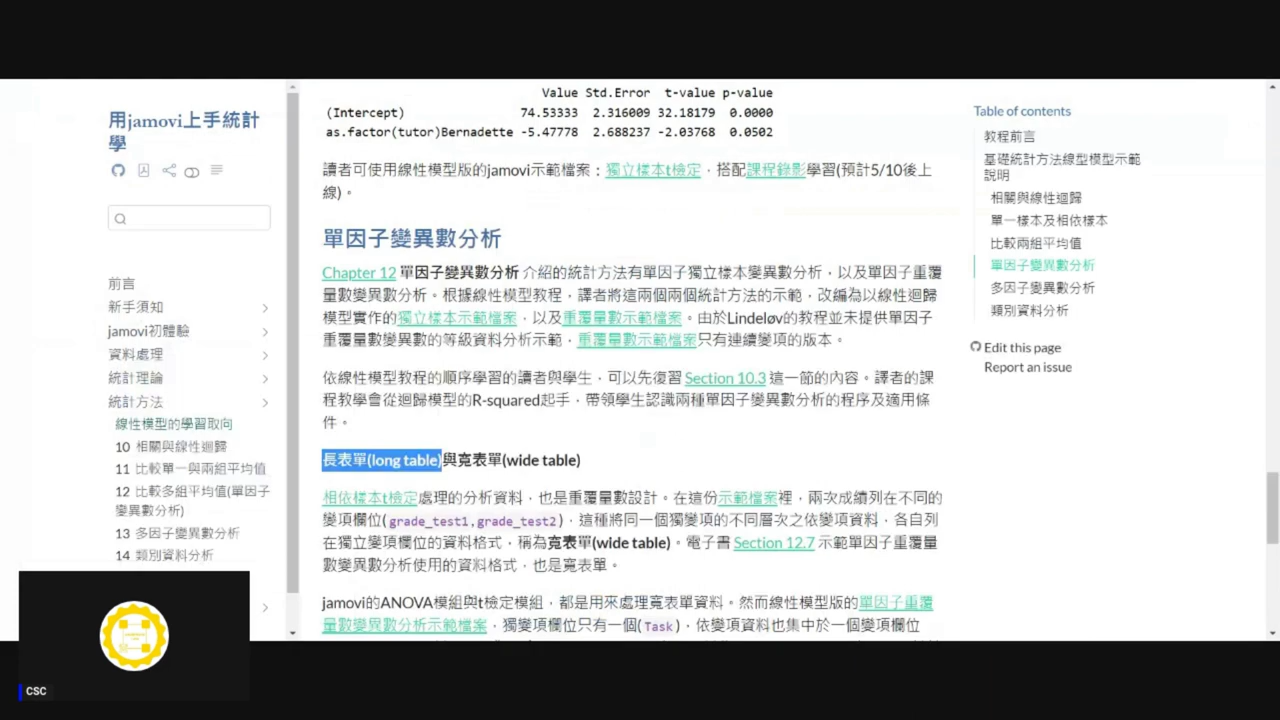 用jamovi上手統計
學
前言
新手須知
jamovi初體驗
資料處理
統計理論
統計方法
線性模型的學習取向
10 相關與線性迴歸
11 比較單一與兩組平均值
12 比較多組平均值(單因子
變異數分析)
13 多因子變異數分析
14 類別資料分析
CSC
Value Std.Error t-value p-value
(Intercept) 74.53333 2.316009 32.18179 0.0000
as.factor(tutor)Bernadette -5.47778 2.688237 -2.03768 0.0502
讀者可使用線性模型版的jamovi示範檔案：獨立樣本t檢定，搭配課程錄影學習(預計5/10後上
線)。
單因子變異數分析
Chapter 12 單因子變異數分析 介紹的統計方法有單因子獨立樣本變異數分析，以及單因子重覆
量數變異數分析。根據線性模型教程，譯者將這兩個兩個統計方法的示範，改編為以線性迴歸
模型實作的獨立樣本示範檔案，以及重覆量數示範檔案。由於Lindeløv的教程並未提供單因子
重覆量數變異數的等級資料分析示範，重覆量數示範檔案只有連續變項的版本。
依線性模型教程的順序學習的讀者與學生，可以先復習 Section 10.3 這一節的內容。譯者的課
程教學會從迴歸模型的R-squared起手，帶領學生認識兩種單因子變異數分析的程序及適用條
件。
長表單(long table)與寬表單(wide table)
相依樣本t檢定處理的分析資料，也是重覆量數設計。在這份示範檔案裡，兩次成績列在不同的
變項欄位(grade_test1,grade_test2)，這種將同一個獨變項的不同層次之依變項資料，各自列
在獨立變項欄位的資料格式，稱為寬表單(wide table)。電子書 Section 12.7 示範單因子重覆量
數變異數分析使用的資料格式，也是寬表單。
jamovi的ANOVA模組與t檢定模組，都是用來處理寬表單資料。然而線性模型版的單因子重覆
量數變異數分析示範檔案，獨變項欄位只有一個(Task)，依變項資料也集中於一個變項欄位
Table of contents
教程前言
基礎統計方法線型模型示範
說明
相關與線性迴歸
單一樣本及相依樣本
比較兩組平均值
單因子變異數分析
多因子變異數分析
類別資料分析
Edit this page
Report an issue